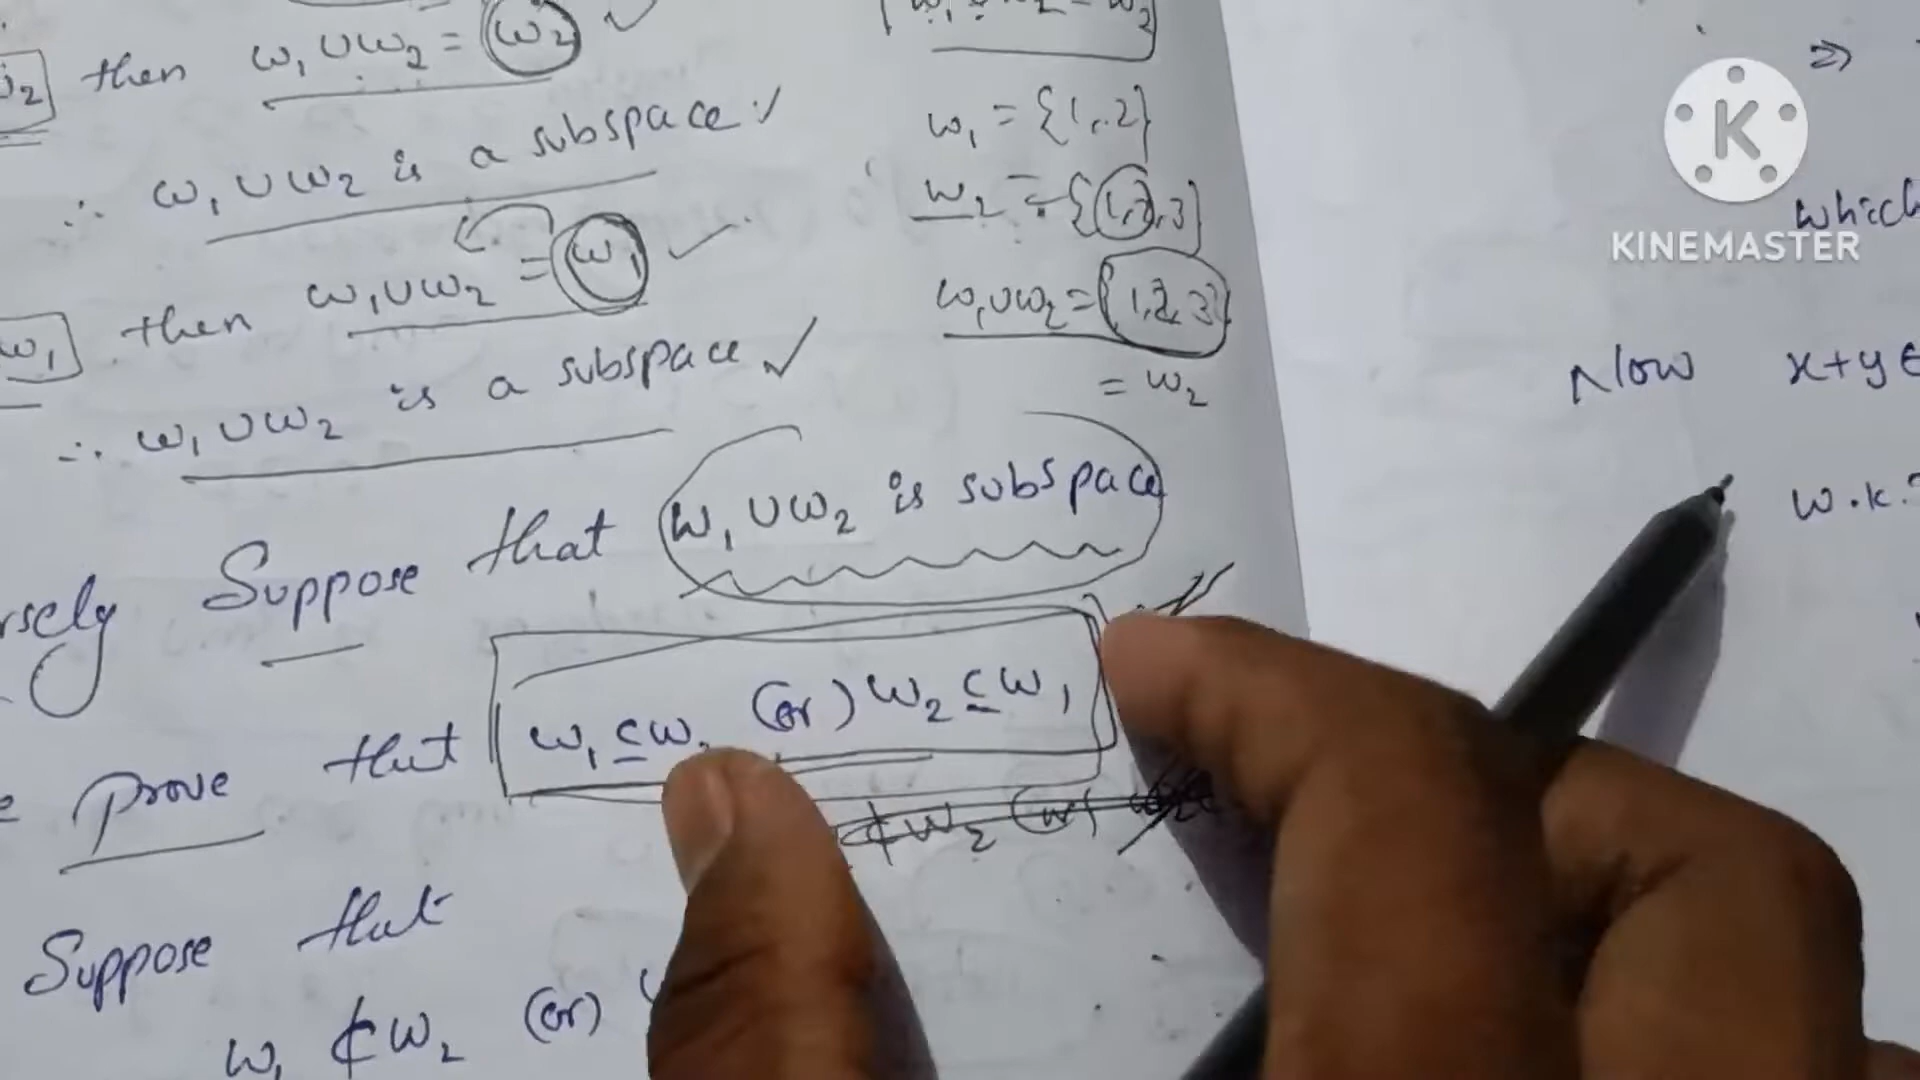 then W₁∪W₂ = W₂ ✓
∴ W₁∪W₂ is a subspace ✓
W₁ then W₁∪W₂ = W₁ ✓
∴ W₁∪W₂ is a subspace ✓
Suppose that W₁∪W₂ is subspace
Prove that W₁⊆W (or) W₂⊆W₁
⊄W₂
Suppose that
W₁ ⊄W₂ (or)
W₁ = {1,2}
W₂ = {1,2,3}
W₁∪W₂ = {1,2,3}
= W₂
⇒
which
Now x+y∈
w.k.
K
KINEMASTER